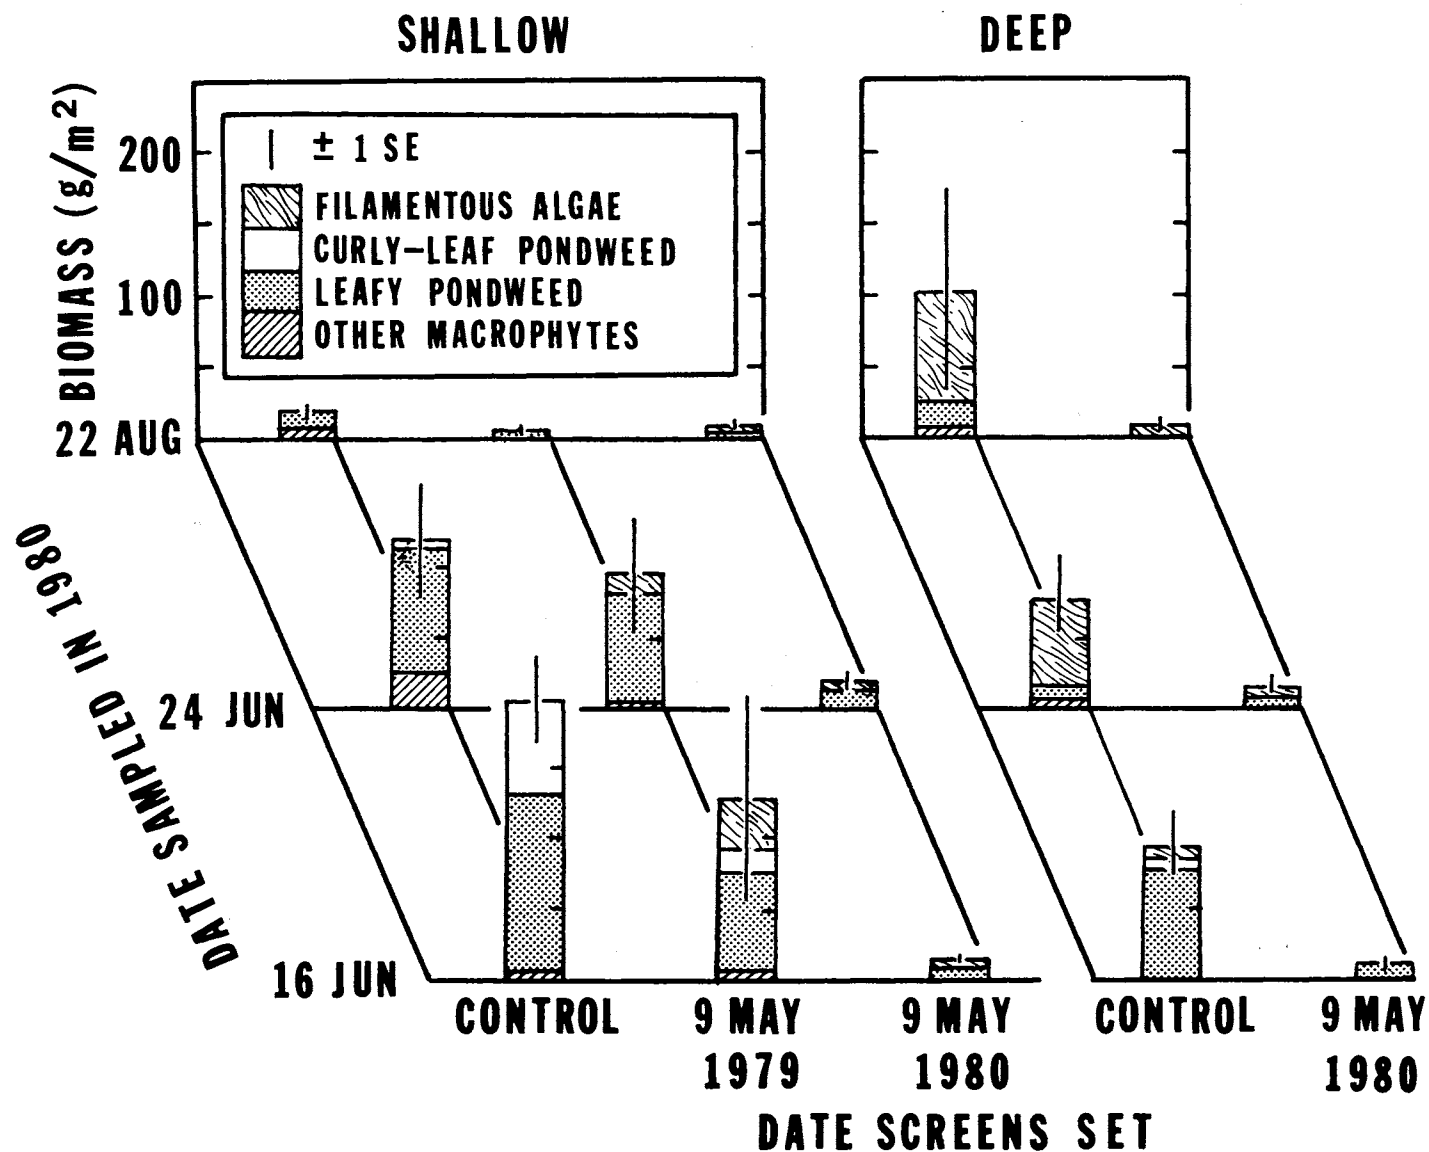 SHALLOW
DEEP
BIOMASS (g/m²)
200
100
± 1 SE
FILAMENTOUS ALGAE
CURLY-LEAF PONDWEED
LEAFY PONDWEED
OTHER MACROPHYTES
22 AUG
24 JUN
16 JUN
DATE SAMPLED IN 1980
CONTROL
9 MAY
1979
9 MAY
1980
CONTROL
9 MAY
1980
DATE SCREENS SET